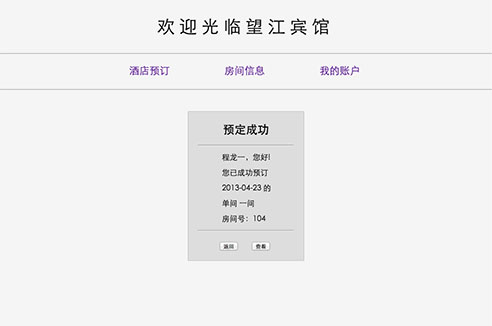 欢迎光临望江宾馆
酒店预订 房间信息 我的账户
预定成功
程龙一，您好!
您已成功预订
2013-04-23 的
单间 一间
房间号：104
返回 查看